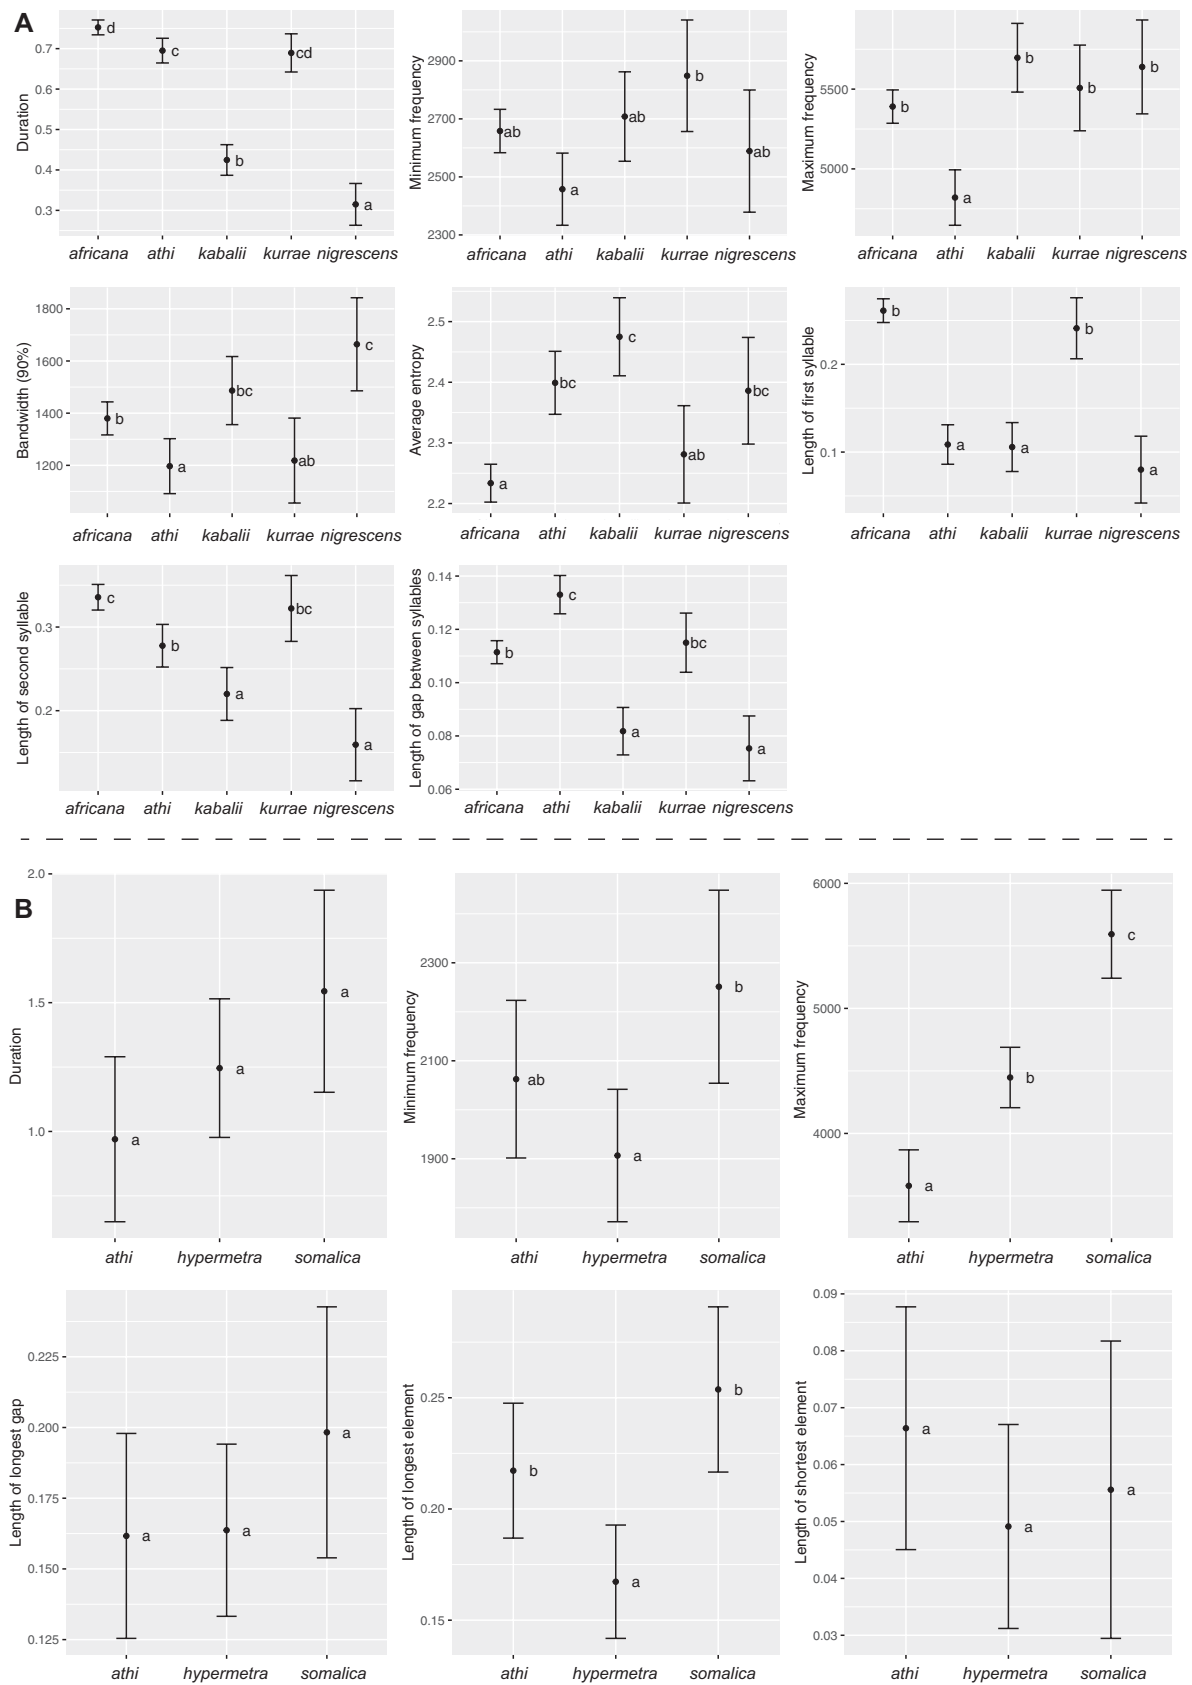 A
Duration
0.7
0.6
0.5
0.4
0.3
d
c
b
cd
a
africana athi kabalii kurrae nigrescens
Minimum frequency
2900
2700
2500
2300
ab
a
ab
b
ab
africana athi kabalii kurrae nigrescens
Maximum frequency
5500
5000
b
a
b
b
b
africana athi kabalii kurrae nigrescens
Bandwidth (90%)
1800
1600
1400
1200
b
a
bc
ab
c
africana athi kabalii kurrae nigrescens
Average entropy
2.5
2.4
2.3
2.2
a
bc
c
ab
bc
africana athi kabalii kurrae nigrescens
Length of first syllable
0.2
0.1
b
a
a
b
a
africana athi kabalii kurrae nigrescens
Length of second syllable
0.3
0.2
c
b
a
bc
a
africana athi kabalii kurrae nigrescens
Length of gap between syllables
0.14
0.12
0.10
0.08
0.06
b
c
a
bc
a
africana athi kabalii kurrae nigrescens
B
Duration
2.0
1.5
1.0
a
a
a
athi hypermetra somalica
Minimum frequency
2300
2100
1900
ab
a
b
athi hypermetra somalica
Maximum frequency
6000
5000
4000
a
b
c
athi hypermetra somalica
Length of longest gap
0.225
0.200
0.175
0.150
0.125
a
a
a
athi hypermetra somalica
Length of longest element
0.25
0.20
0.15
b
a
b
athi hypermetra somalica
Length of shortest element
0.09
0.08
0.07
0.06
0.05
0.04
0.03
a
a
a
athi hypermetra somalica